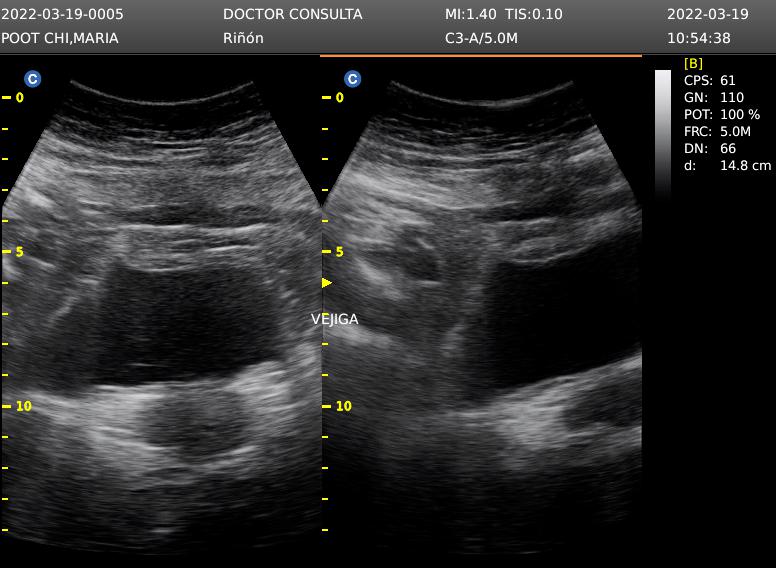 2022-03-19-0005 DOCTOR CONSULTA MI:1.40 TIS:0.10 2022-03-19
POOT CHI,MARIA Riñón C3-A/5.0M 10:54:38
[B]
C C
0 0
CPS: 61
GN: 110
POT: 100 %
FRC: 5.0M
DN: 66
d: 14.8 cm
5 5
VEJIGA
10 10